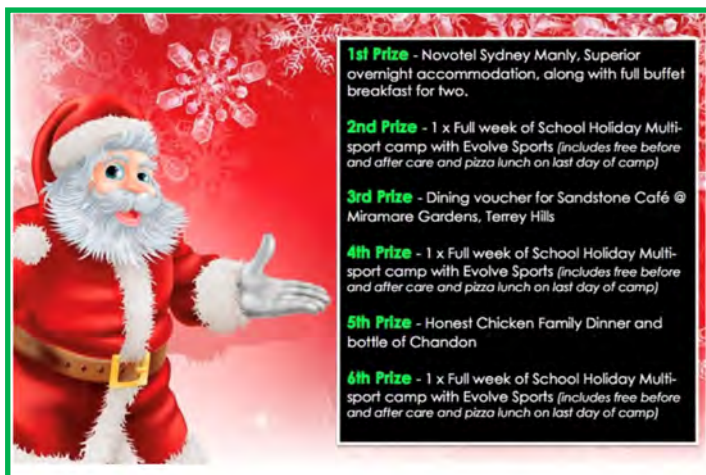 1st Prize - Novotel Sydney Manly, Superior
overnight accommodation, along with full buffet
breakfast for two.
2nd Prize - 1 x Full week of School Holiday Multi-
sport camp with Evolve Sports (includes free before
and after care and pizza lunch on last day of camp)
3rd Prize - Dining voucher for Sandstone Café @
Miramare Gardens, Terrey Hills
4th Prize - 1 x Full week of School Holiday Multi-
sport camp with Evolve Sports (includes free before
and after care and pizza lunch on last day of camp)
5th Prize - Honest Chicken Family Dinner and
bottle of Chandon
6th Prize - 1 x Full week of School Holiday Multi-
sport camp with Evolve Sports (includes free before
and after care and pizza lunch on last day of camp)